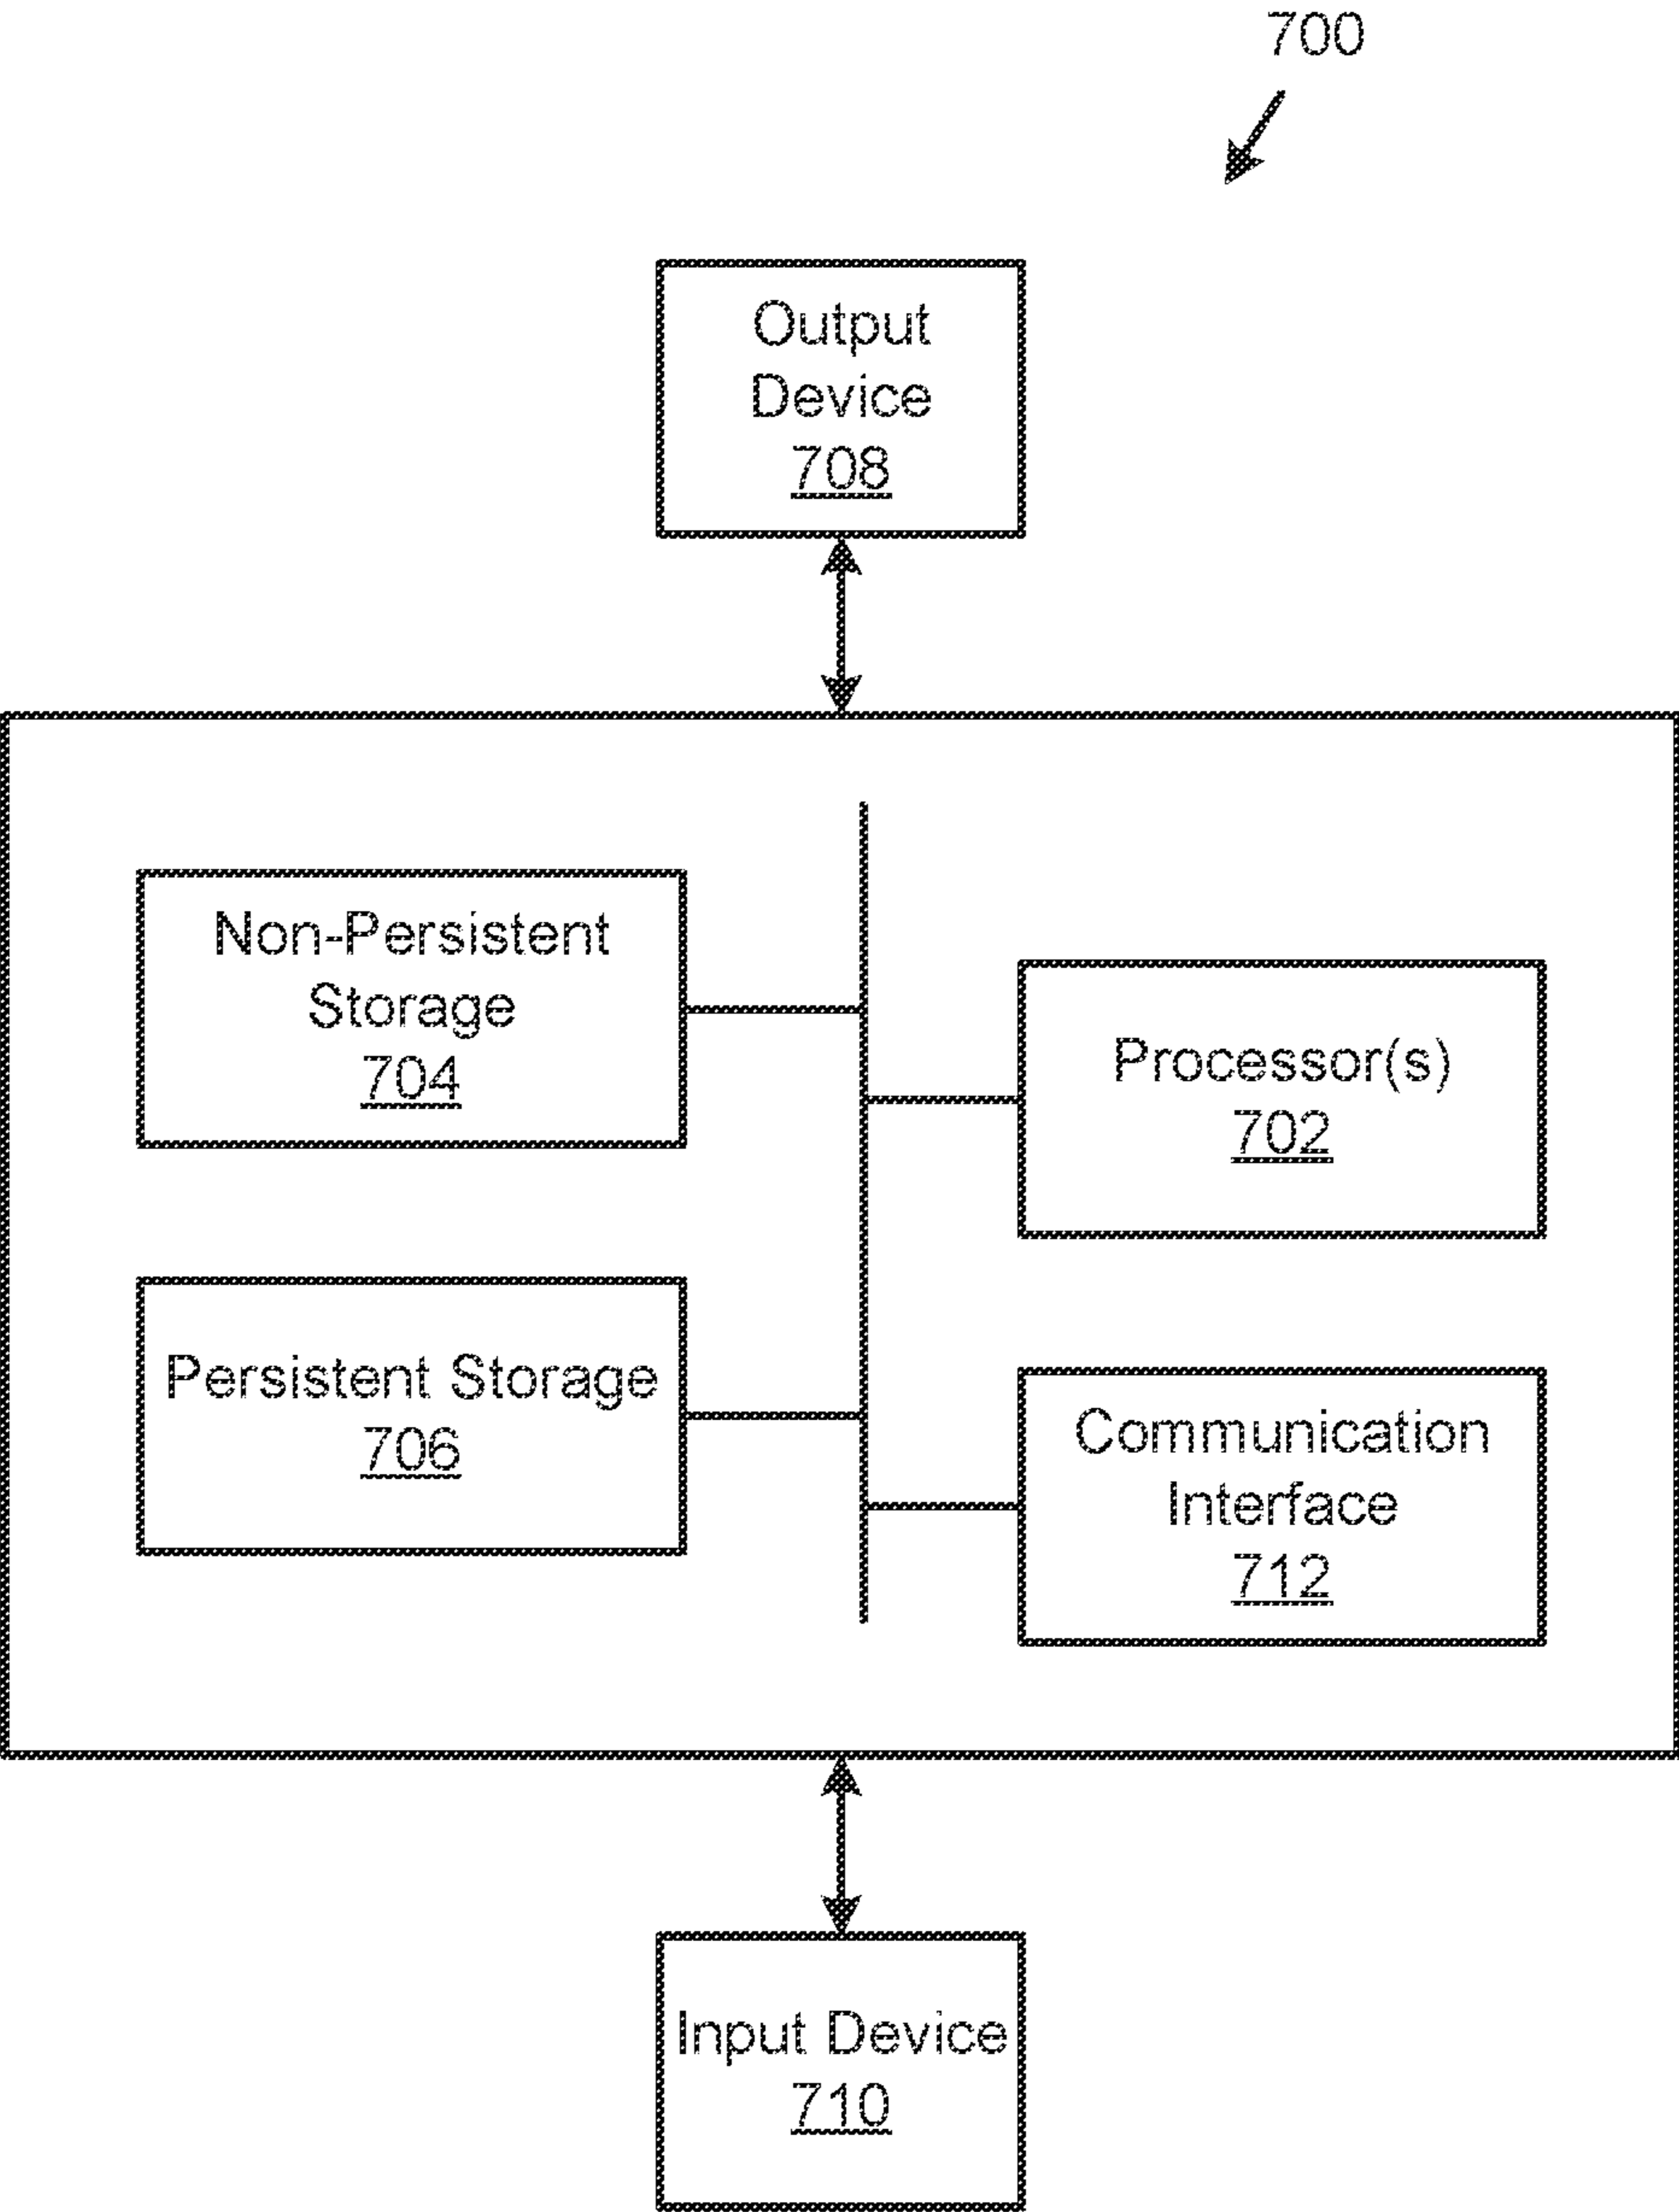 700
Output
Device
708
Non-Persistent
Storage
704
Processor(s)
702
Persistent Storage
706
Communication
Interface
712
Input Device
710